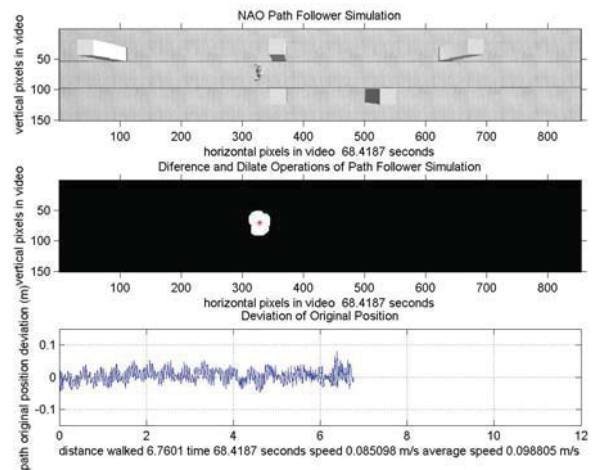 NAO Path Follower Simulation
vertical pixels in video
0
50
100
150
100 200 300 400 500 600 700 800
horizontal pixels in video 68.4187 seconds
Diference and Dilate Operations of Path Follower Simulation
vertical pixels in video
50
100
150
100 200 300 400 500 600 700 800
horizontal pixels in video 68.4187 seconds
Deviation of Original Position
path original position deviation (m)
0.1
0
-0.1
0 2 4 6 8 10 12
distance walked 6.7601 time 68.4187 seconds speed 0.085098 m/s average speed 0.098805 m/s